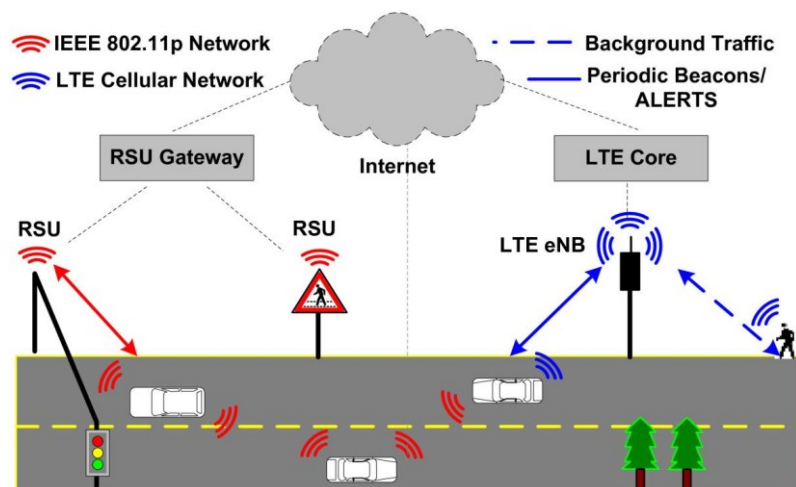 IEEE 802.11p Network
LTE Cellular Network
Background Traffic
Periodic Beacons/
ALERTS
RSU Gateway
Internet
LTE Core
RSU
RSU
LTE eNB